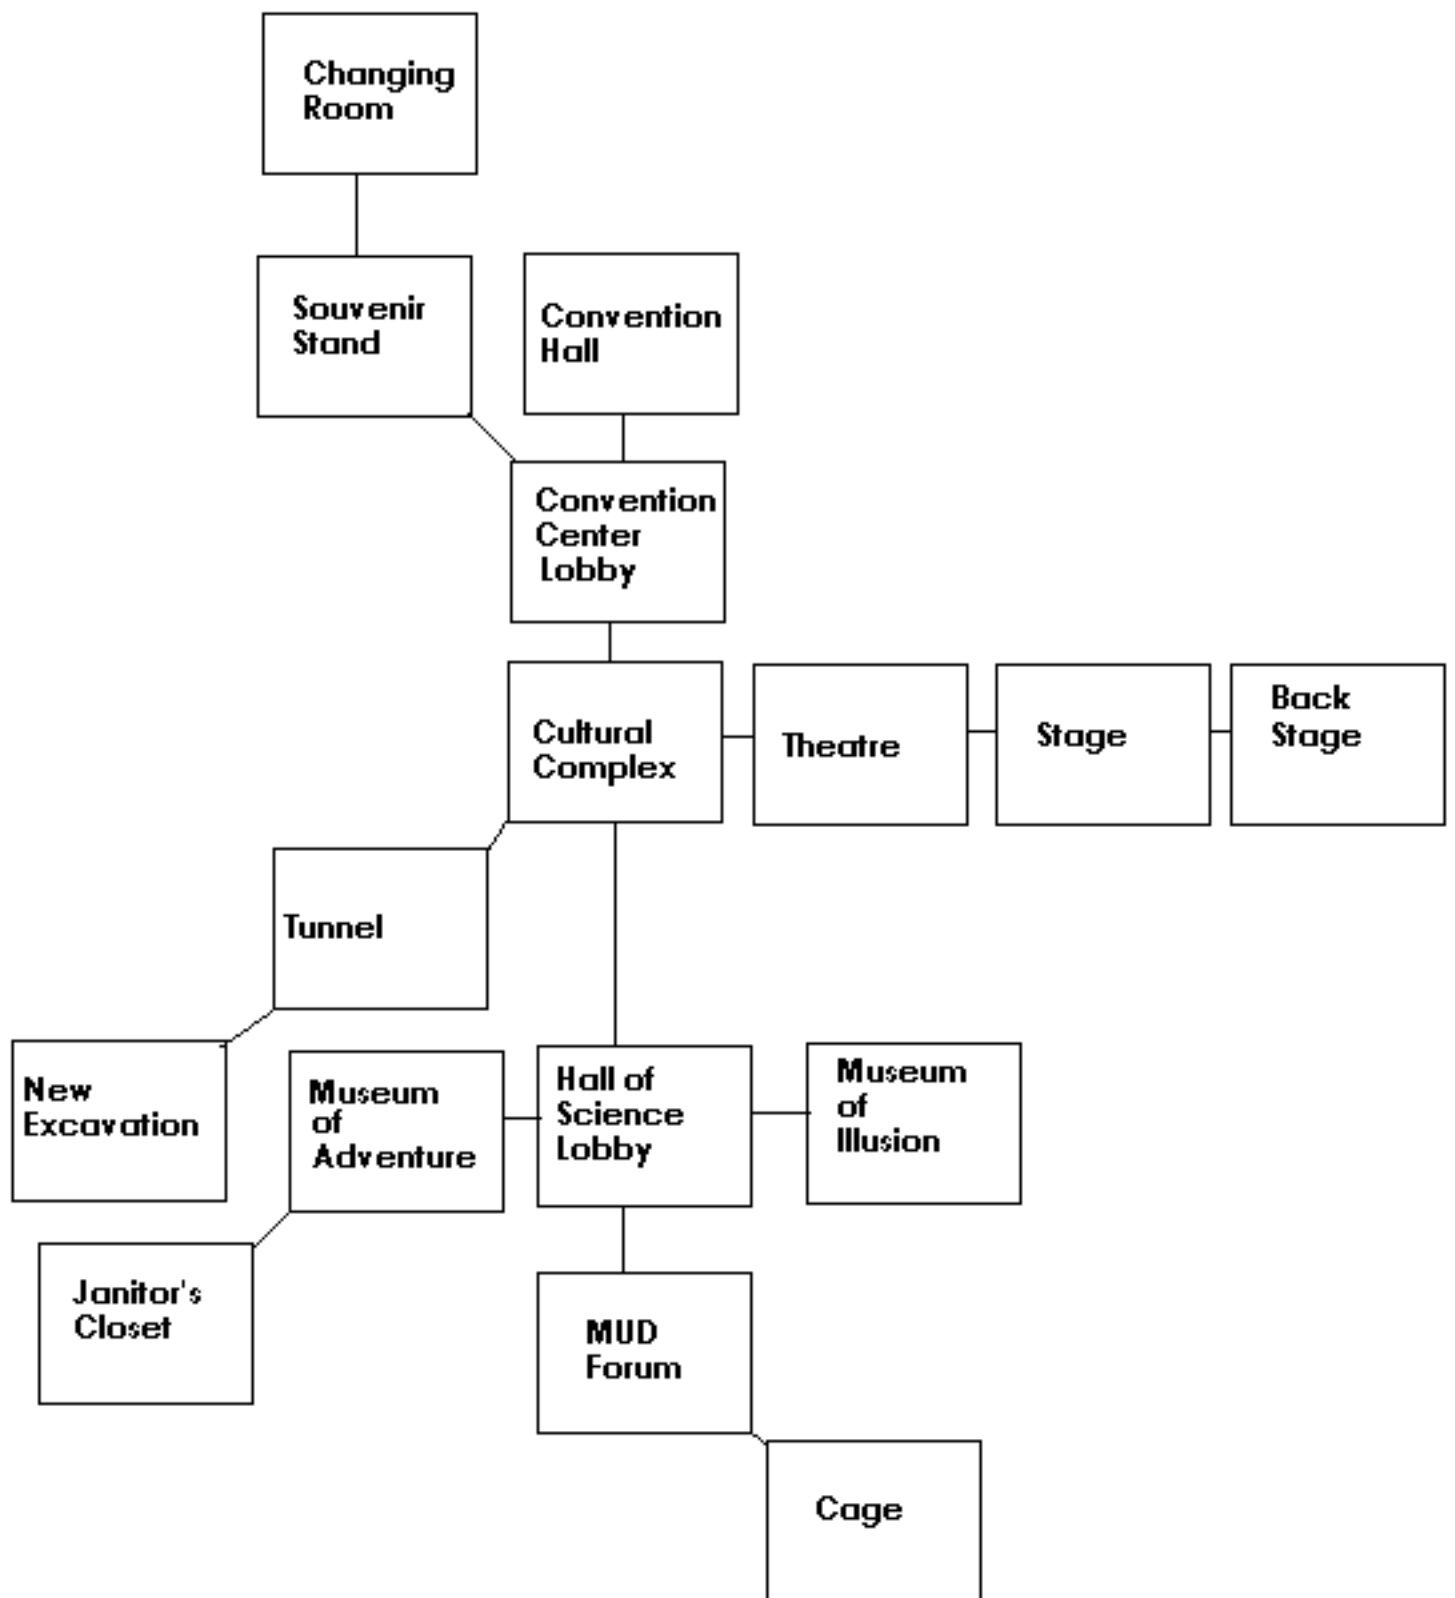 Changing
Room
Souvenir
Stand
Convention
Hall
Convention
Center
Lobby
Cultural
Complex
Theatre
Stage
Back
Stage
Tunnel
New
Excavation
Museum
of
Adventure
Hall of
Science
Lobby
Museum
of
Illusion
Janitor's
Closet
MUD
Forum
Cage